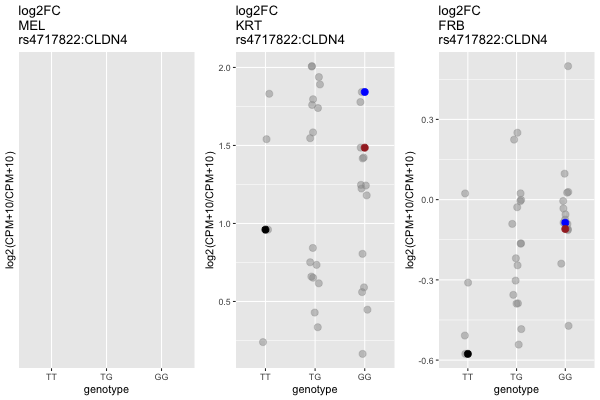 log2FC
MEL
rs4717822:CLDN4
log2(CPM+10/CPM+10)
TT TG GG
genotype
log2FC
KRT
rs4717822:CLDN4
log2(CPM+10/CPM+10)
2.0
1.5
1.0
0.5
TT TG GG
genotype
log2FC
FRB
rs4717822:CLDN4
log2(CPM+10/CPM+10)
0.3
0.0
-0.3
-0.6
TT TG GG
genotype